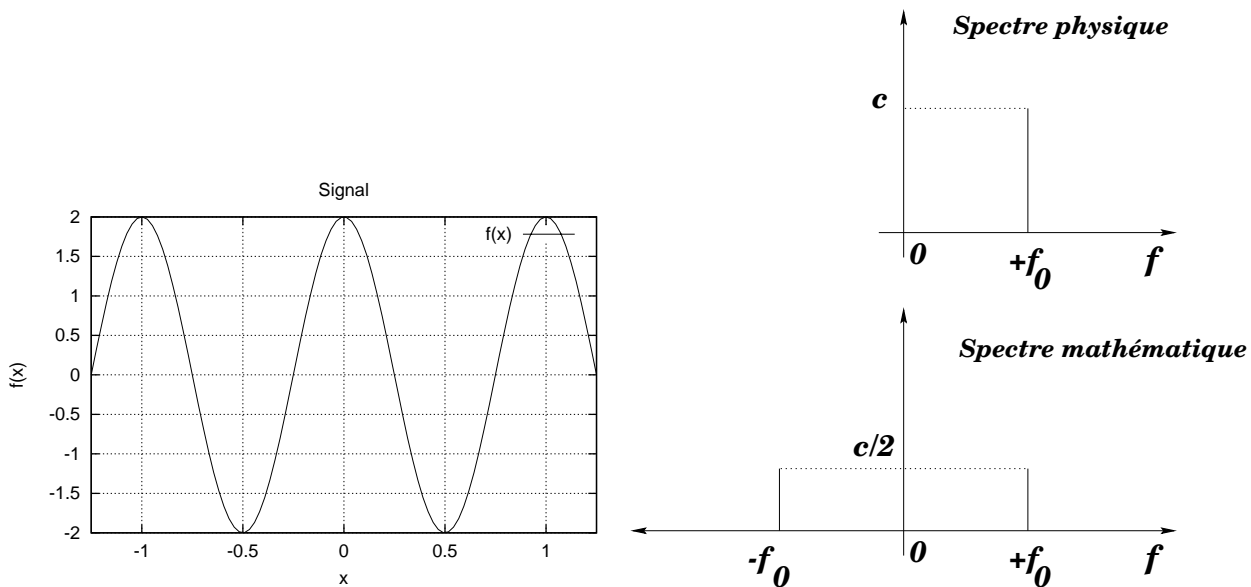 Signal
f(x)
2
1.5
1
0.5
0
-0.5
-1
-1.5
-2
f(x)
-1 -0.5 0 0.5 1
x
Spectre physique
c
0 +f0 f
Spectre mathématique
c/2
-f0 0 +f0 f